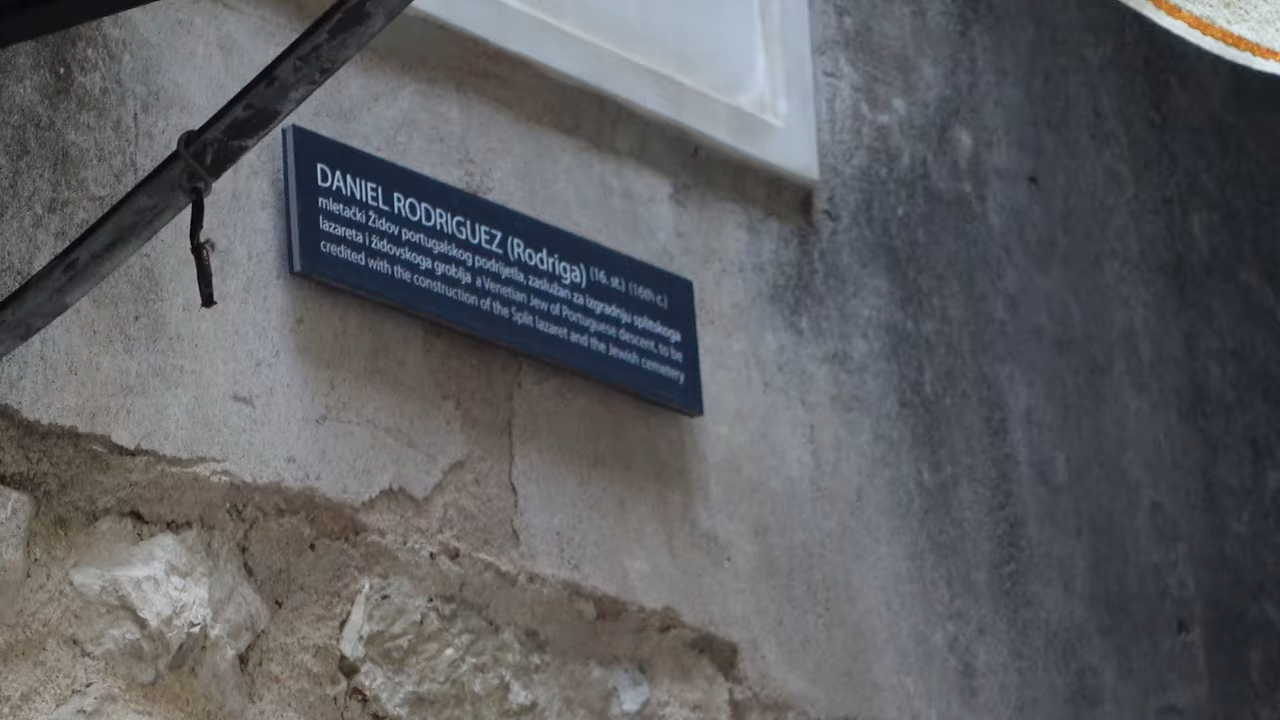 DANIEL RODRIGUEZ (Rodriga) (16. st.) (16th c.)
mletački Židov portugalskog podrijetla, zaslužan za izgradnju splitskoga
lazareta i židovskoga groblja a Venetian Jew of Portuguese descent, to be
credited with the construction of the Split lazaret and the Jewish cemetery